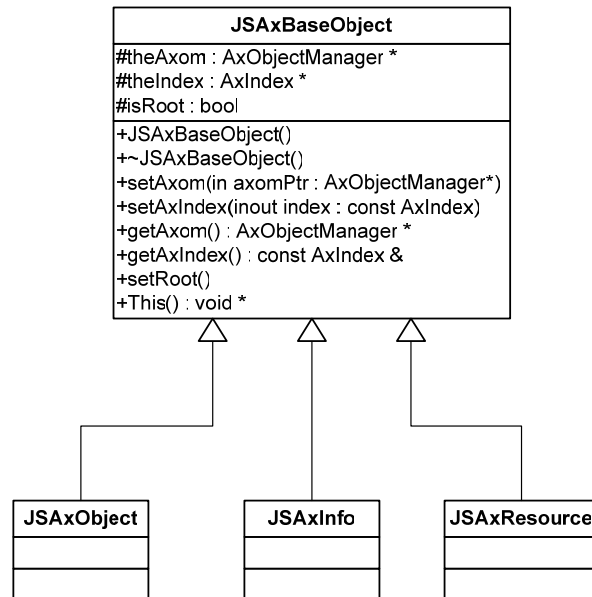 JSAxBaseObject
#theAxom : AxObjectManager *
#theIndex : AxIndex *
#isRoot : bool
+JSAxBaseObject()
+~JSAxBaseObject()
+setAxom(in axomPtr : AxObjectManager*)
+setAxIndex(inout index : const AxIndex)
+getAxom() : AxObjectManager *
+getAxIndex() : const AxIndex &
+setRoot()
+This() : void *
JSAxObject
JSAxInfo
JSAxResource